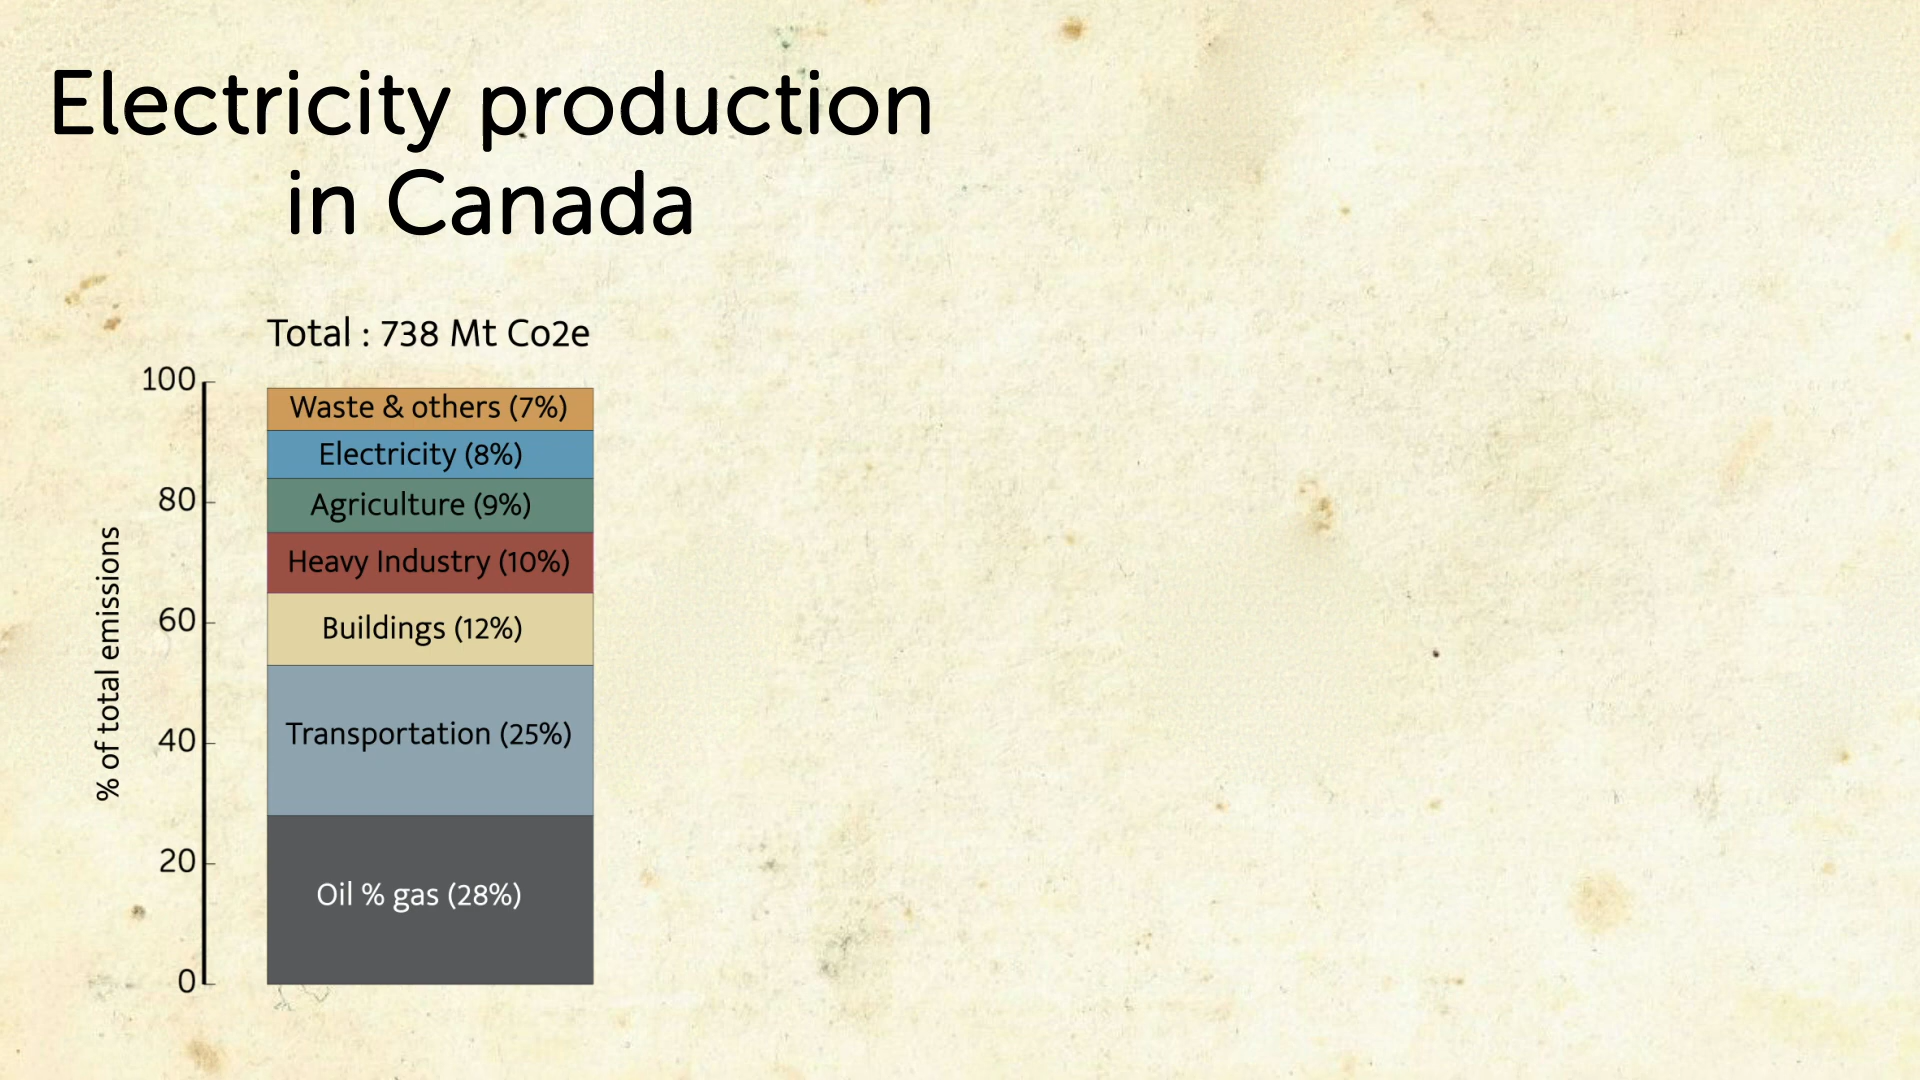 Electricity production
in Canada
Total : 738 Mt Co2e
% of total emissions
100
80
60
40
20
0
Waste & others (7%)
Electricity (8%)
Agriculture (9%)
Heavy Industry (10%)
Buildings (12%)
Transportation (25%)
Oil % gas (28%)